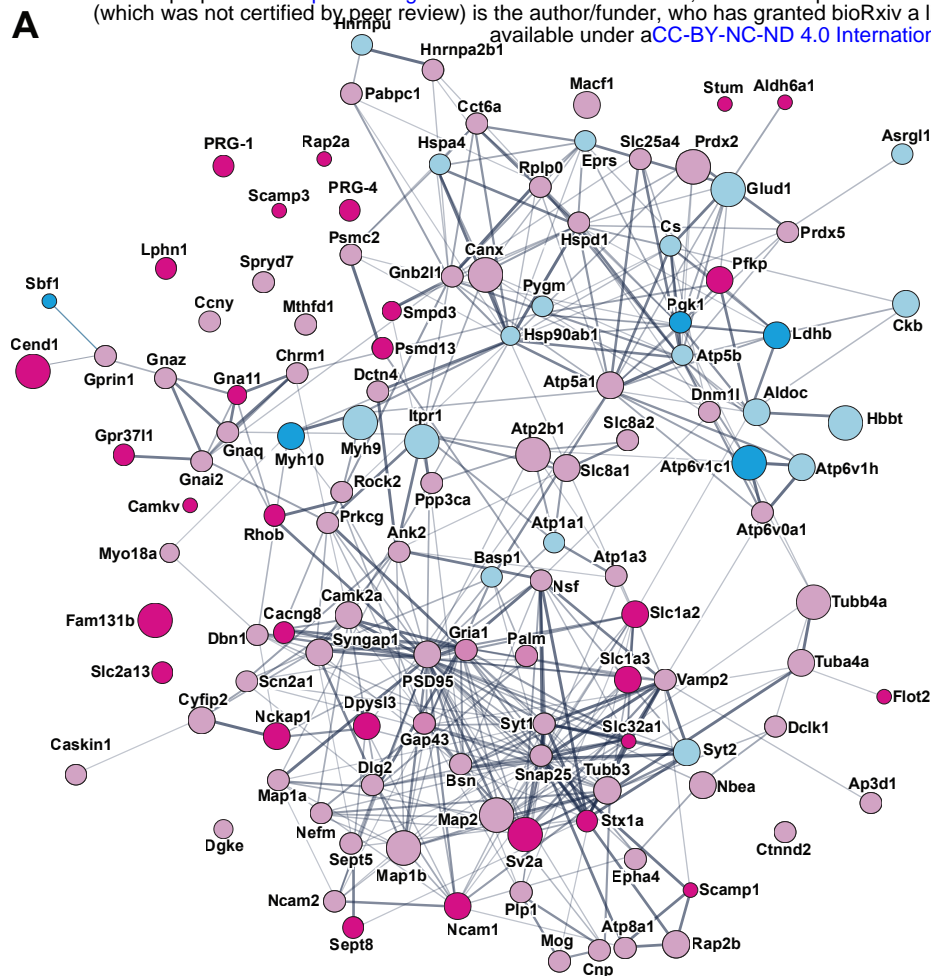 (which was not certified by peer review) is the author/funder, who has granted bioRxiv a l
available under aCC-BY-NC-ND 4.0 Internation
A
Hnrnpu
Hnrnpa2b1
Pabpc1
Cct6a
Macf1
Stum
Aldh6a1
PRG-1
Rap2a
Hspa4
Eprs
Slc25a4
Prdx2
Asrgl1
Scamp3
PRG-4
Rplp0
Glud1
Psmc2
Hspd1
Cs
Prdx5
Lphn1
Spryd7
Gnb2l1
Canx
Pfkp
Sbf1
Ccny
Mthfd1
Smpd3
Pygm
Pgk1
Ckb
Cend1
Gprin1
Gnaz
Chrm1
Psmd13
Hsp90ab1
Ldhb
Atp5b
Gna11
Dctn4
Atp5a1
Dnm1l
Aldoc
Hbbt
Gpr37l1
Gnaq
Myh10
Myh9
Itpr1
Atp2b1
Slc8a2
Gnai2
Slc8a1
Atp6v1c1
Atp6v1h
Camkv
Rock2
Ppp3ca
Rhob
Prkcg
Atp1a1
Atp6v0a1
Myo18a
Ank2
Basp1
Atp1a3
Nsf
Fam131b
Cacng8
Camk2a
Slc1a2
Tubb4a
Dbn1
Syngap1
Gria1
Palm
Slc2a13
Scn2a1
PSD95
Slc1a3
Vamp2
Tuba4a
Flot2
Cyfip2
Nckap1
Dpysl3
Gap43
Syt1
Slc32a1
Syt2
Dclk1
Caskin1
Dlg2
Bsn
Snap25
Tubb3
Nbea
Ap3d1
Map1a
Nefm
Map2
Stx1a
Dgke
Sept5
Map1b
Sv2a
Ctnnd2
Epha4
Ncam2
Plp1
Scamp1
Sept8
Ncam1
Mog
Cnp
Atp8a1
Rap2b